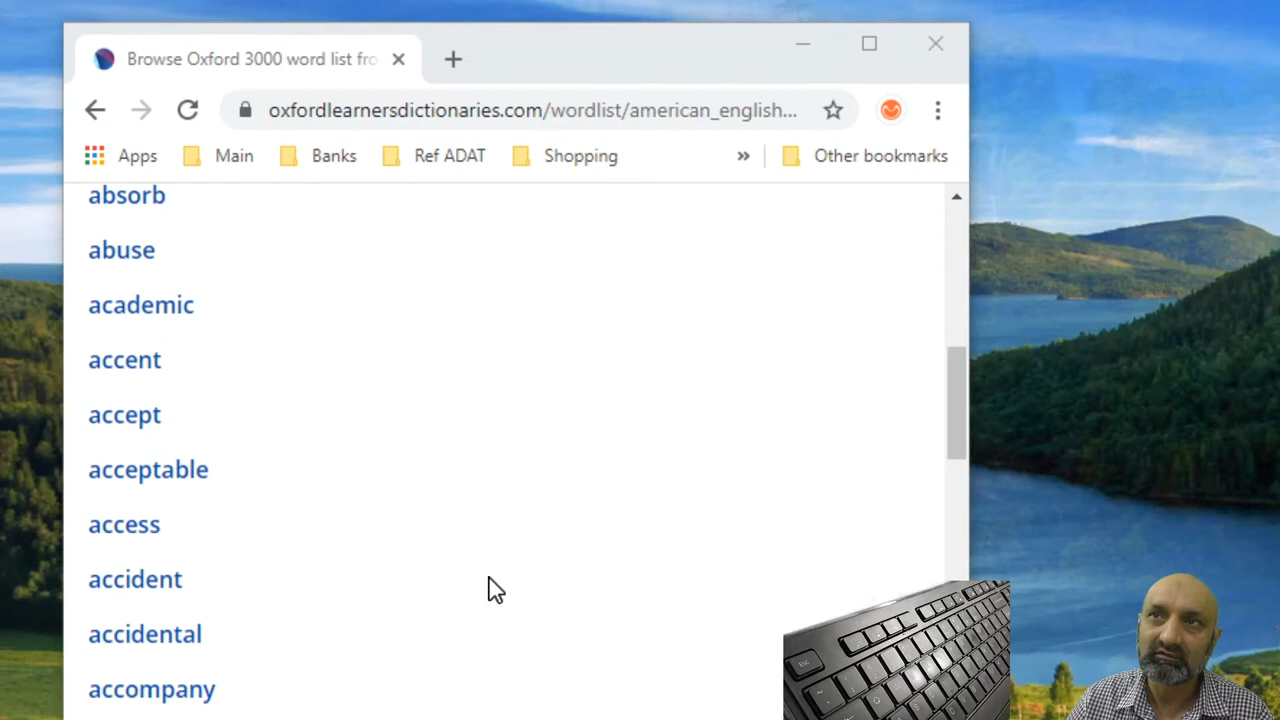 Browse Oxford 3000 word list fro
oxfordlearnersdictionaries.com/wordlist/american_english...
Apps Main Banks Ref ADAT Shopping » Other bookmarks
absorb
abuse
academic
accent
accept
acceptable
access
accident
accidental
accompany
Esc